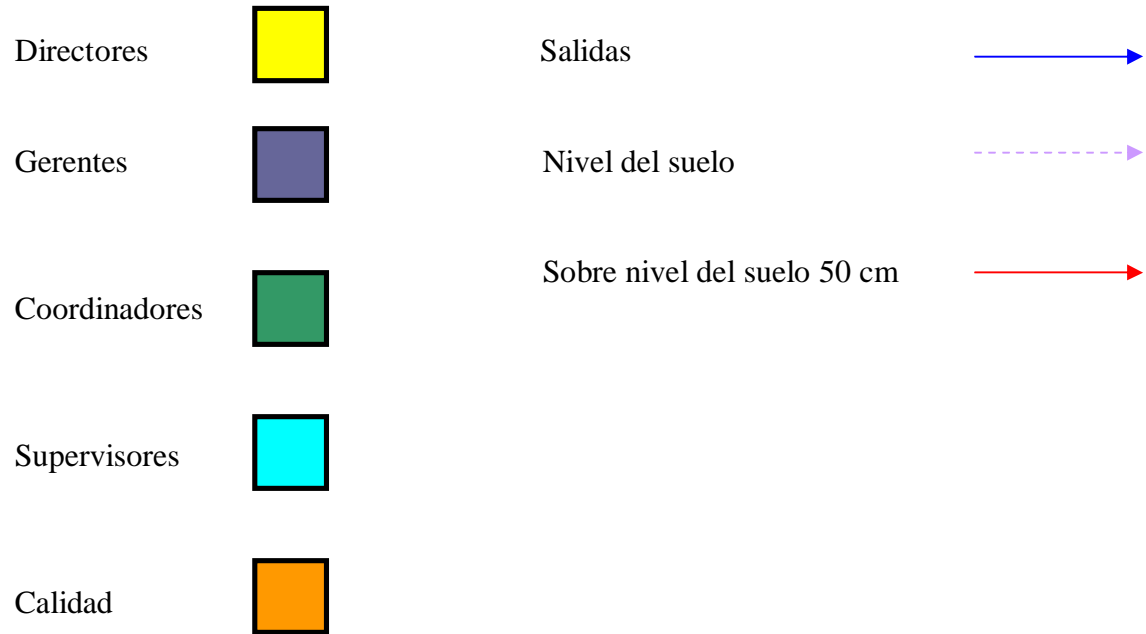 Directores
Salidas
Gerentes
Nivel del suelo
Sobre nivel del suelo 50 cm
Coordinadores
Supervisores
Calidad